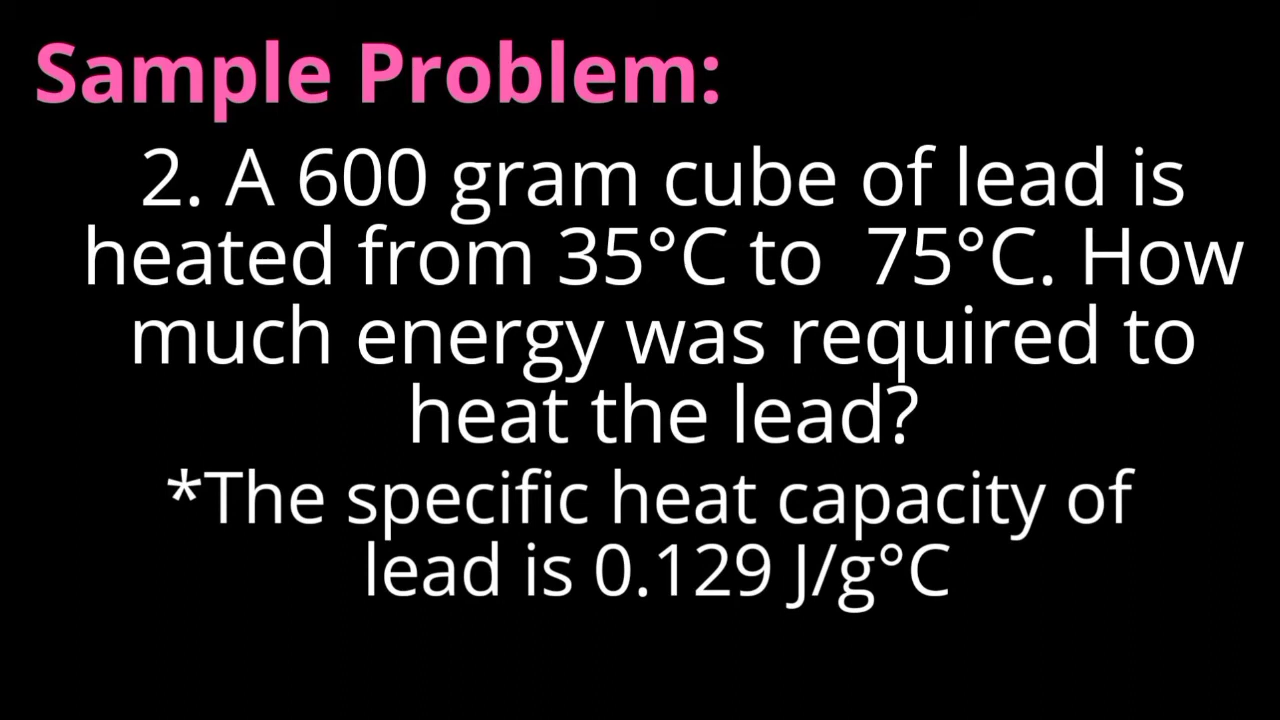 Sample Problem:
2. A 600 gram cube of lead is
heated from 35°C to 75°C. How
much energy was required to
heat the lead?
*The specific heat capacity of
lead is 0.129 J/g°C